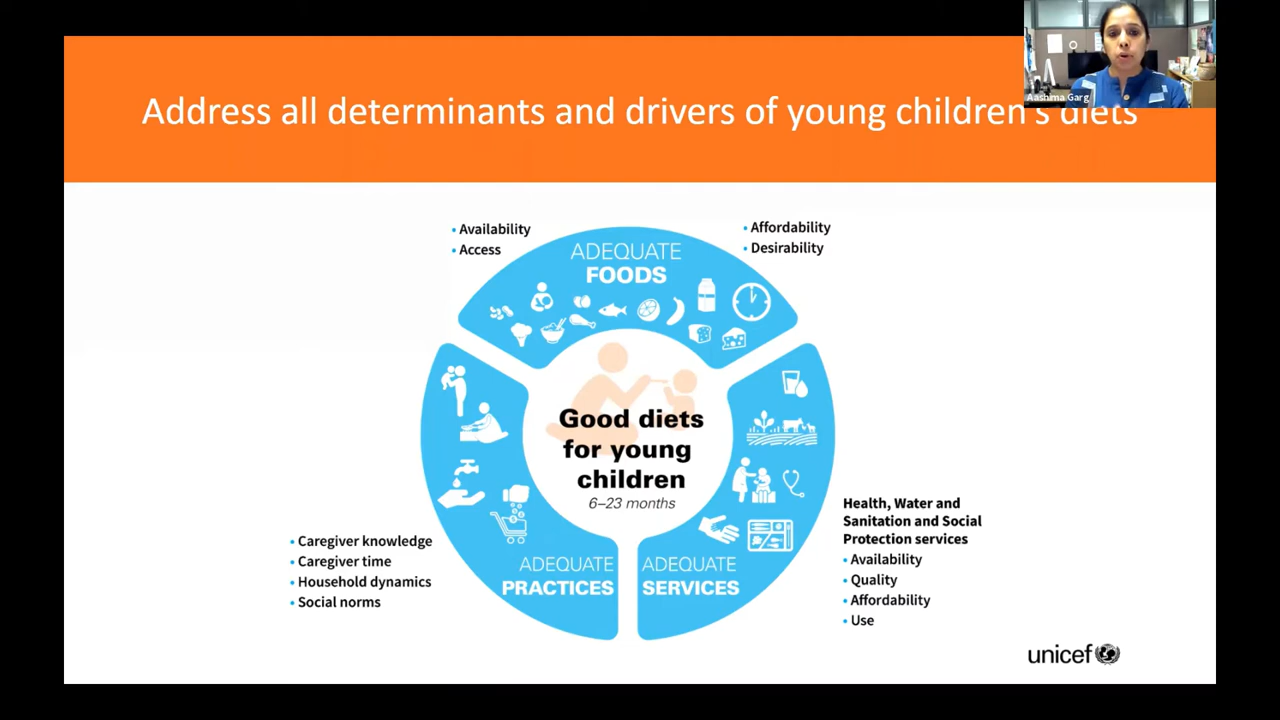 Aashima Garg
Address all determinants and drivers of young children's diets
• Availability
• Access
• Affordability
• Desirability
ADEQUATE
FOODS
Good diets
for young
children
6–23 months
Health, Water and
Sanitation and Social
Protection services
• Availability
• Quality
• Affordability
• Use
• Caregiver knowledge
• Caregiver time
• Household dynamics
• Social norms
ADEQUATE
PRACTICES
ADEQUATE
SERVICES
unicef